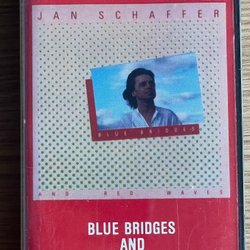 JAN SCHAFFER
BLUE BRIDGES
AND RED WAVES
BLUE BRIDGES
AND